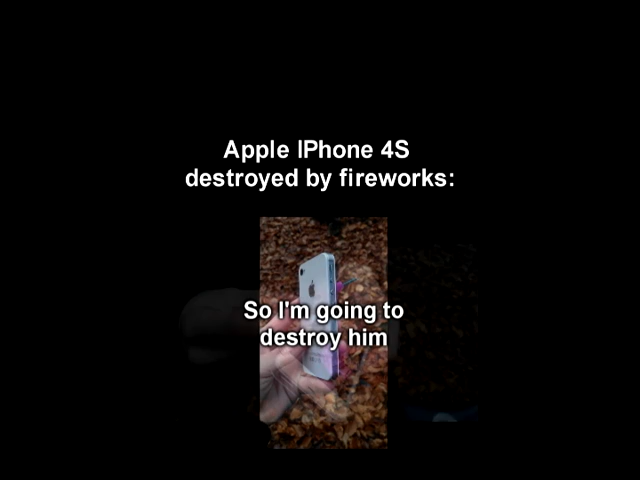 Apple IPhone 4S
destroyed by fireworks:
So I'm going to
destroy him